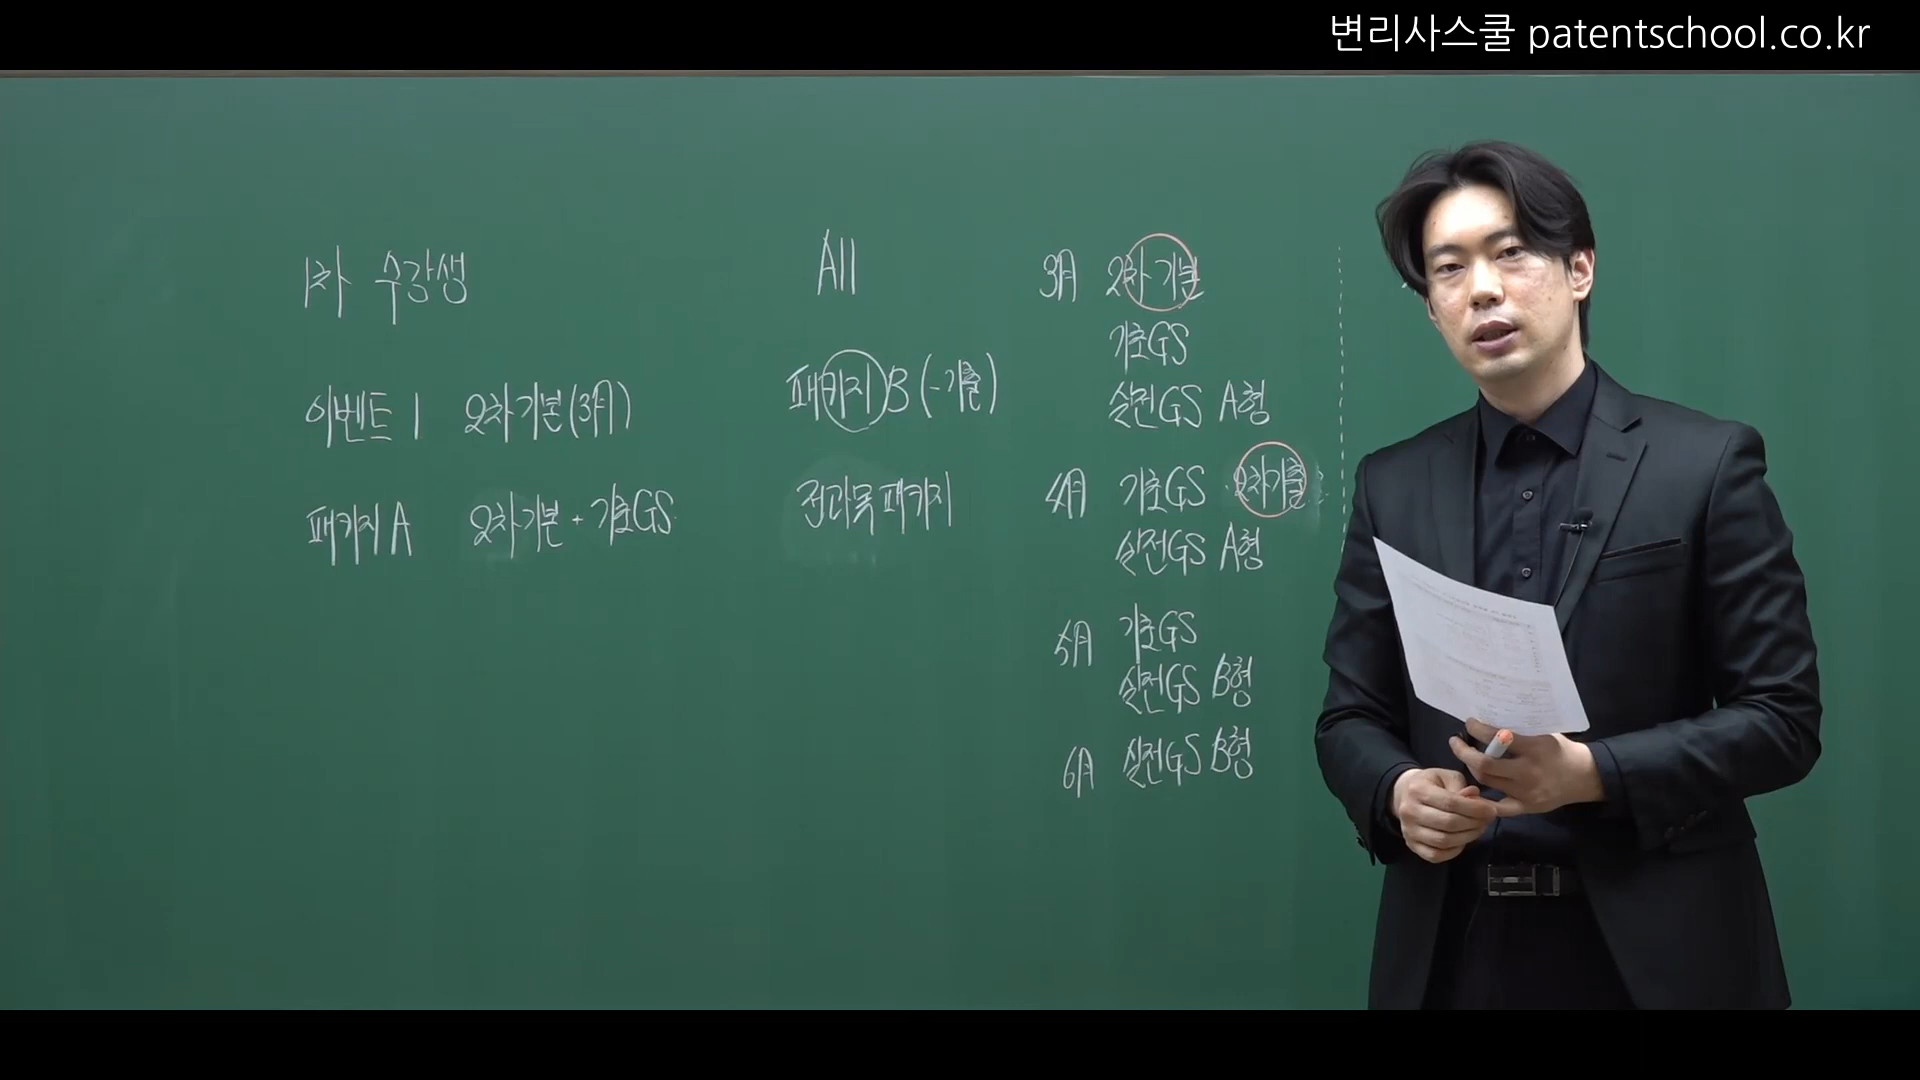 변리사스쿨 patentschool.co.kr
1차 수강생
이벤트 1 2차기본(3月)
패키지 A 2차기본 + 기초GS
All
패키지 B (-기출)
전과목 패키지
3月 2차 기본
기초GS
실전GS A형
4月 기초GS 2차기출
실전GS A형
5月 기초GS
실전GS B형
6月 실전GS B형